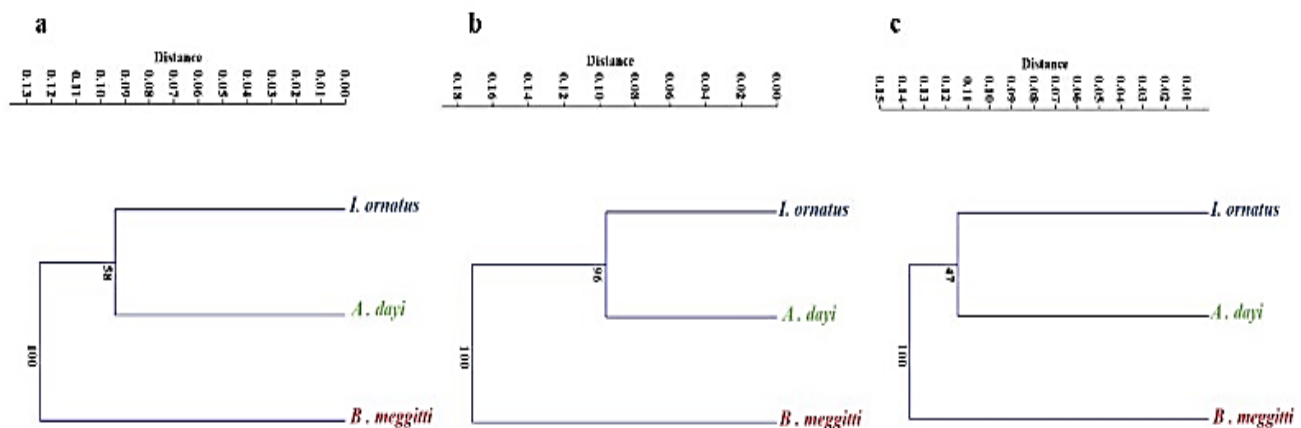 a
Distance
0.13 0.12 0.11 0.10 0.09 0.08 0.07 0.06 0.05 0.04 0.03 0.02 0.01 0.00
I. ornatus
58
A . dayi
100
B . meggitti
b
Distance
0.18 0.16 0.14 0.12 0.10 0.08 0.06 0.04 0.02 0.00
I. ornatus
96
A . dayi
100
B . meggitti
c
Distance
0.15 0.14 0.13 0.12 0.11 0.10 0.09 0.08 0.07 0.06 0.05 0.04 0.03 0.02 0.01
I. ornatus
47
A . dayi
100
B . meggitti